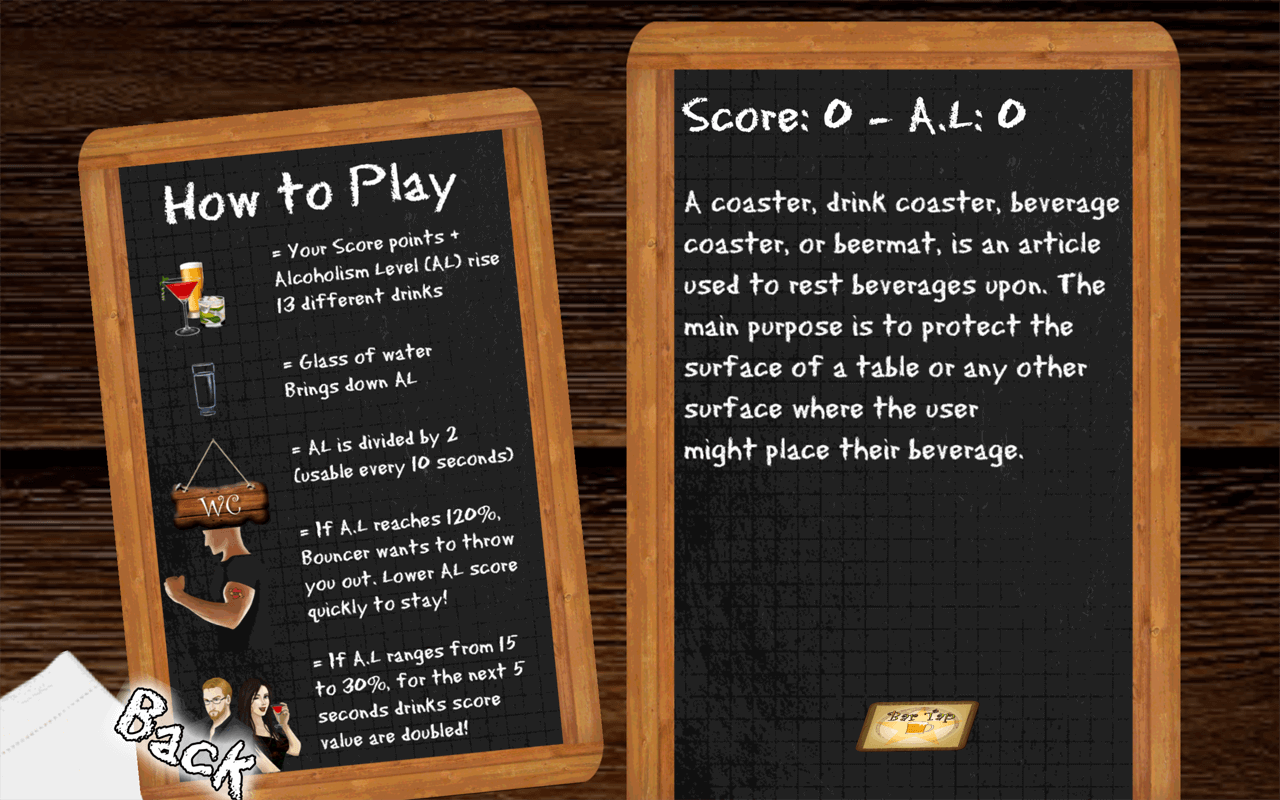 How to Play
= Your Score points +
Alcoholism Level (AL) rise
13 different drinks
= Glass of water
Brings down AL
= AL is divided by 2
(usable every 10 seconds)
WC
= If A.L reaches 120%,
Bouncer wants to throw
you out. Lower AL score
quickly to stay!
= If A.L ranges from 15
to 30%, for the next 5
seconds drinks score
value are doubled!
Back
Score: 0 - A.L: 0
A coaster, drink coaster, beverage
coaster, or beermat, is an article
used to rest beverages upon. The
main purpose is to protect the
surface of a table or any other
surface where the user
might place their beverage.
Bar Tap